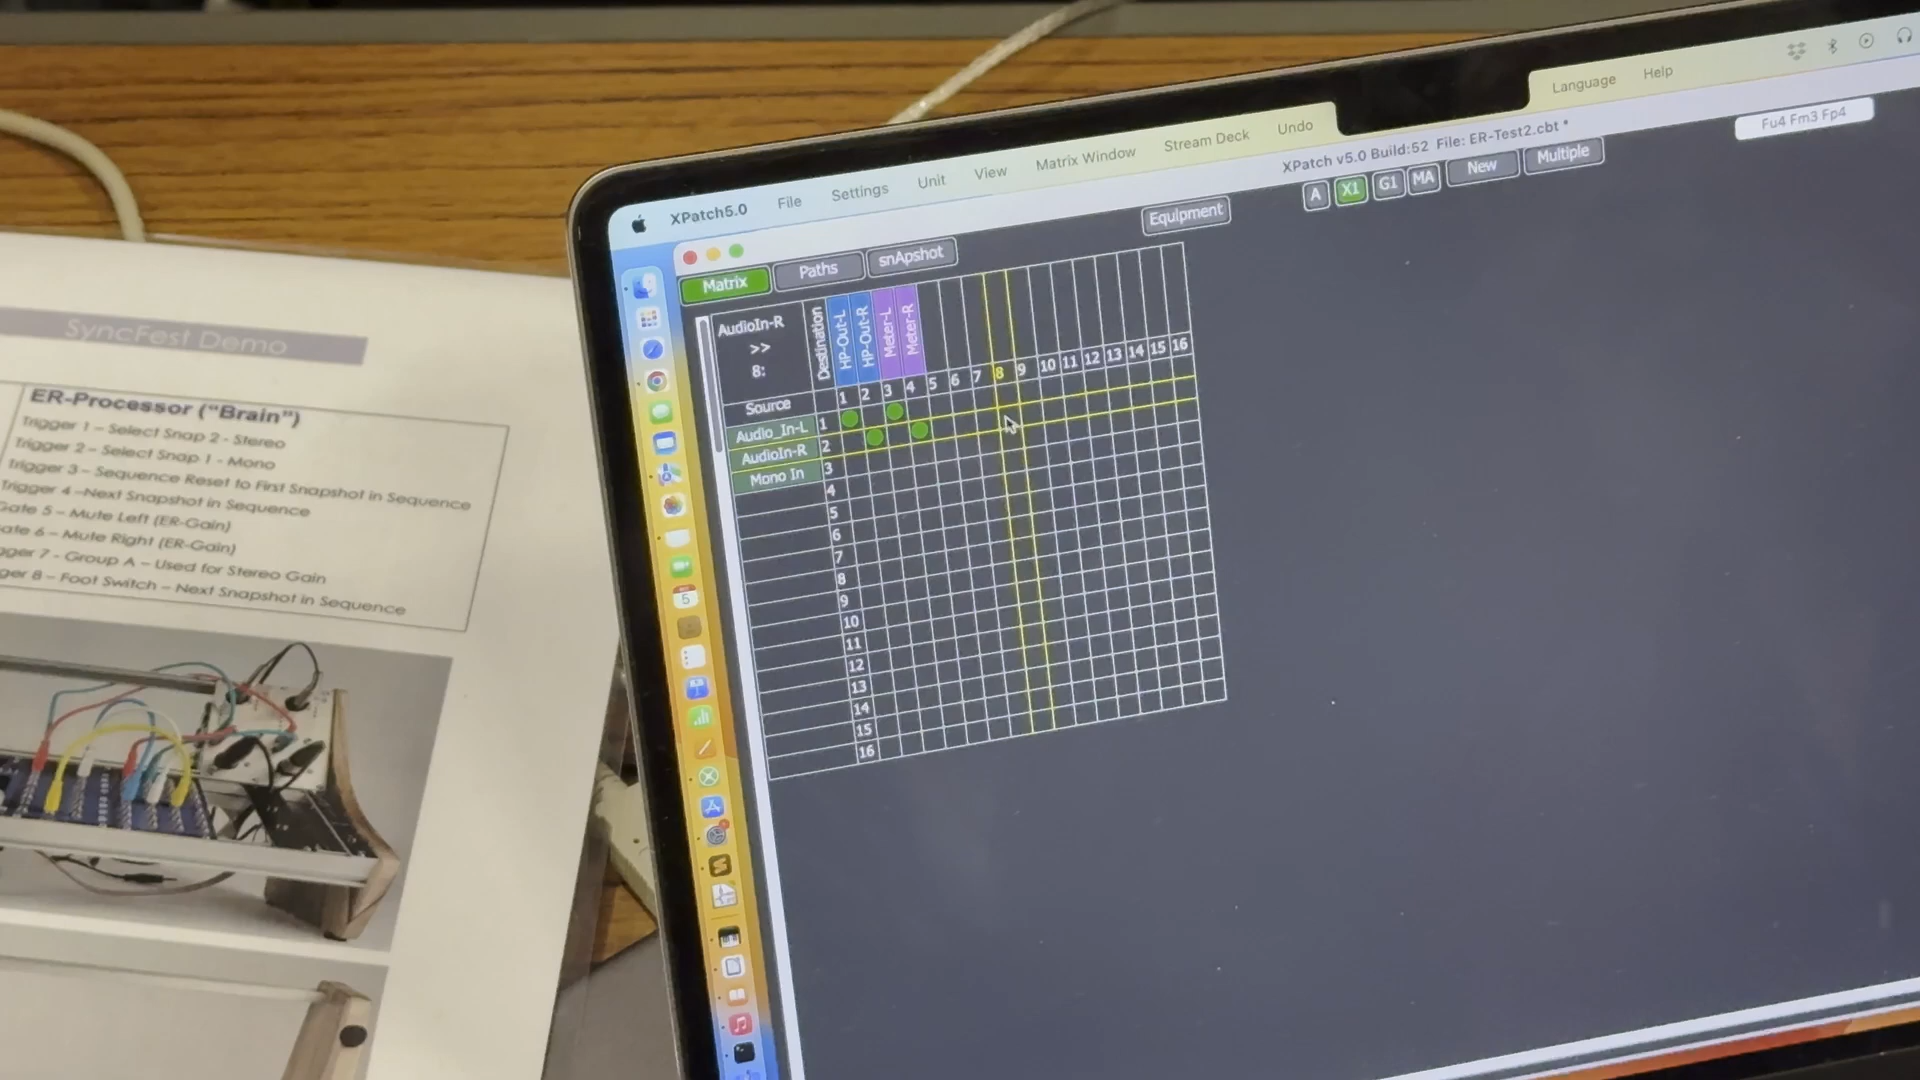 SyncFest Demo
ER-Processor ("Brain")
Trigger 1 – Select Snap 2 - Stereo
Trigger 2 – Select Snap 1 - Mono
Trigger 3 – Sequence Reset to First Snapshot in Sequence
Trigger 4 –Next Snapshot in Sequence
Gate 5 – Mute Left (ER-Gain)
ate 6 – Mute Right (ER-Gain)
gger 7 - Group A – Used for Stereo Gain
ger 8 – Foot Switch – Next Snapshot in Sequence
XPatch5.0 File Settings Unit View Matrix Window Stream Deck Undo Language Help
XPatch v5.0 Build:52 File: ER-Test2.cbt *
Fu4 Fm3 Fp4
Matrix Paths snApshot Equipment A X1 G1 MA New Multiple
AudioIn-R
>>
8:
Destination
HP-Out-L
HP-Out-R
Meter-L
Meter-R
1 2 3 4 5 6 7 8 9 10 11 12 13 14 15 16
Source
Audio_In-L 1
AudioIn-R 2
Mono In 3
4
5
6
7
8
9
10
11
12
13
14
15
16
5